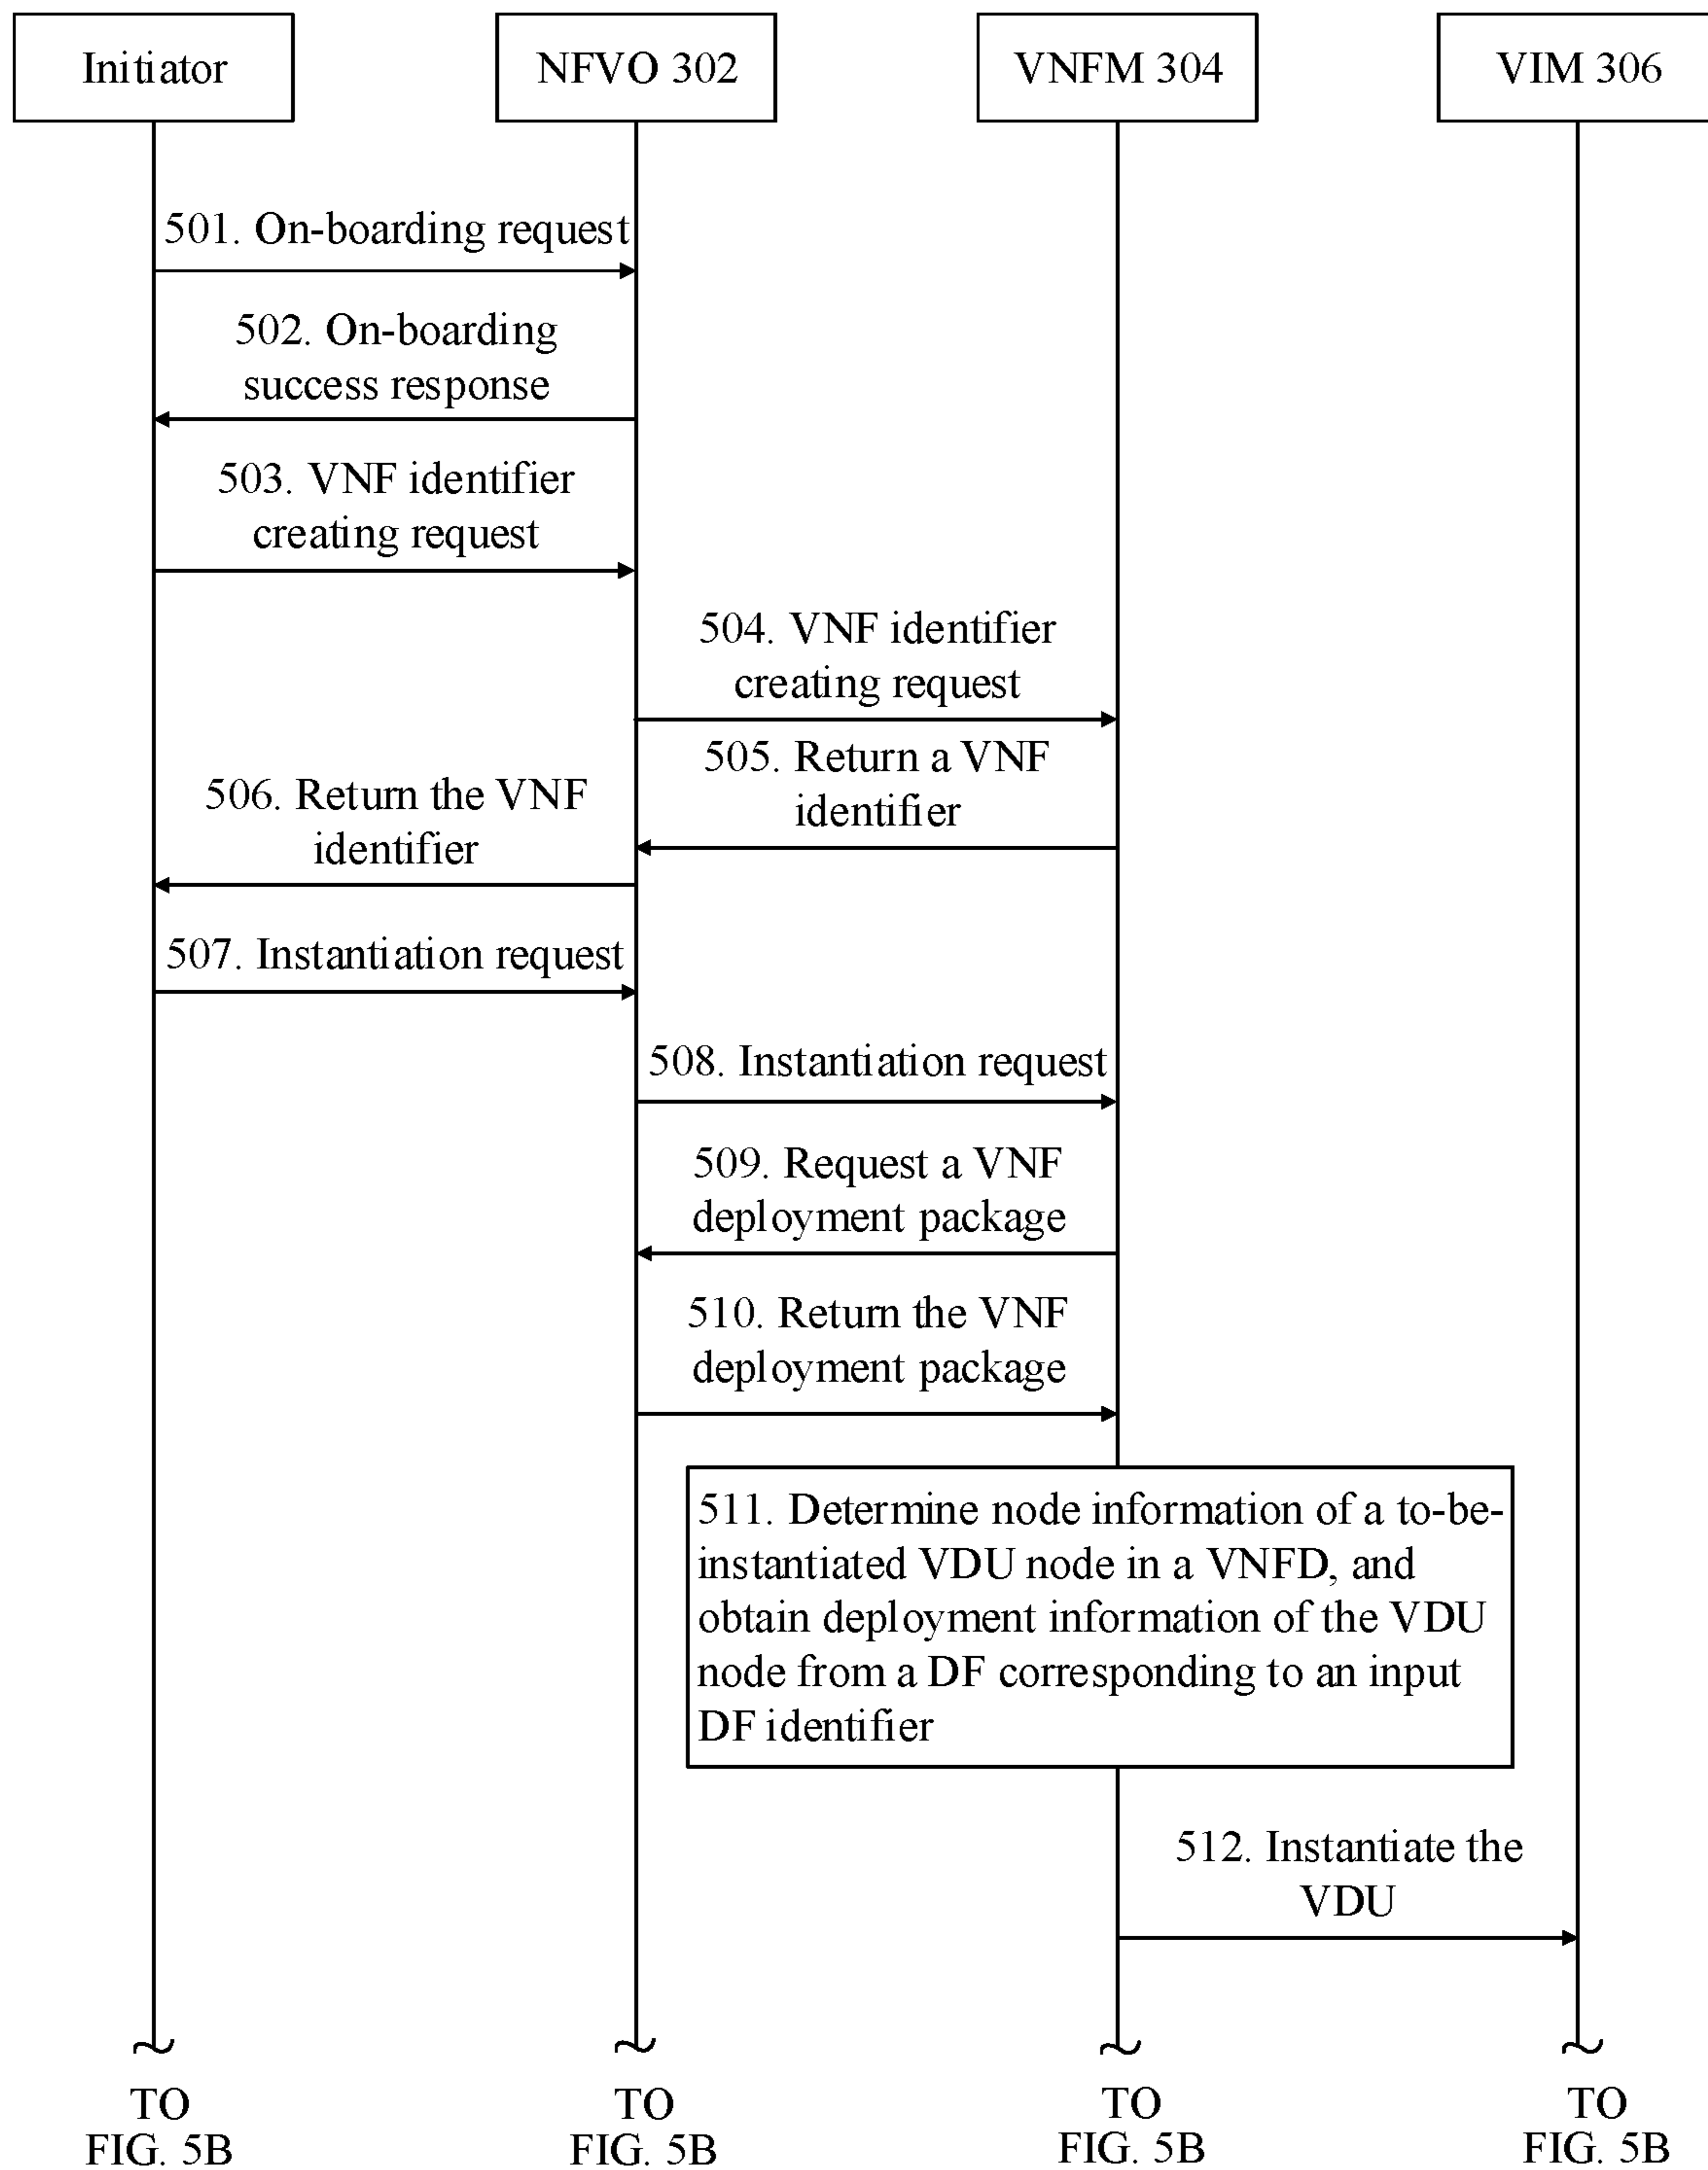 Initiator
NFVO 302
VNFM 304
VIM 306
501. On-boarding request
502. On-boarding
success response
503. VNF identifier
creating request
504. VNF identifier
creating request
505. Return a VNF
identifier
506. Return the VNF
identifier
507. Instantiation request
508. Instantiation request
509. Request a VNF
deployment package
510. Return the VNF
deployment package
511. Determine node information of a to-be-
instantiated VDU node in a VNFD, and
obtain deployment information of the VDU
node from a DF corresponding to an input
DF identifier
512. Instantiate the
VDU
TO
FIG. 5B
TO
FIG. 5B
TO
FIG. 5B
TO
FIG. 5B